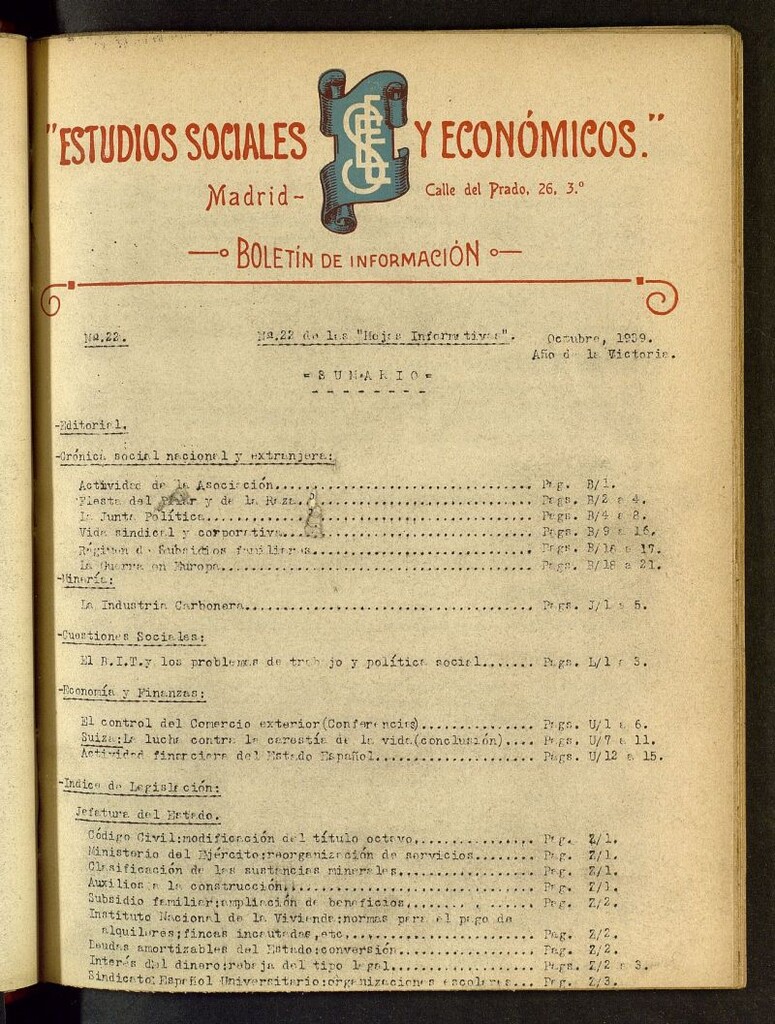 "ESTUDIOS SOCIALES Y ECONÓMICOS."
Madrid- Calle del Prado, 26, 3.º
BOLETÍN DE INFORMACIÓN
Nº.22. Nº.22 de las "Hojas Informativas". Octubre, 1939.
Año de la Victoria.
= S U M A R I O =
-Editorial.
-Crónica social nacional y extranjera:
Actividad de la Asociación................................ Pag. B/1.
Fiesta del Pilar y de la Raza............................. Pags. B/2 a 4.
La Junta Política......................................... Pags. B/4 a 8.
Vida sindical y corporativa............................... Pags. B/9 a 16.
Régimen de Subsidios familiares........................... Pags. B/16 a 17.
La Guerra en Europa....................................... Pags. B/18 a 21.
-Minería:
La Industria Carbonera.................................... Pags. J/1 a 5.
-Cuestiones Sociales:
El B.I.T.y los problemas de trabajo y política social....... Pags. L/1 a 3.
-Economía y Finanzas:
El control del Comercio exterior(Conferencias).............. Pags. U/1 a 6.
Suiza:La lucha contra la carestía de la vida(conclusión).... Pags. U/7 a 11.
Actividad financiera del Estado Español..................... Pags. U/12 a 15.
-Indice de Legislación:
Jefatura del Estado.
Código Civil:modificación del título octavo............... Pag. Z/1.
Ministerio del Ejército:reorganización de servicios....... Pag. Z/1.
Clasificación de las sustancias minerales................. Pag. Z/1.
Auxilios a la construcción................................ Pag. Z/1.
Subsidio familiar:ampliación de beneficios................ Pag. Z/2.
Instituto Nacional de la Vivienda:normas para el pago de
alquileres;fincas incautadas,etc........................ Pag. Z/2.
Deudas amortizables del Estado:conversión................. Pag. Z/2.
Interés del dinero:rebaja del tipo legal.................. Pags. Z/2 a 3.
Sindicato Español Universitario:organizaciones escolares... Pag. Z/3.